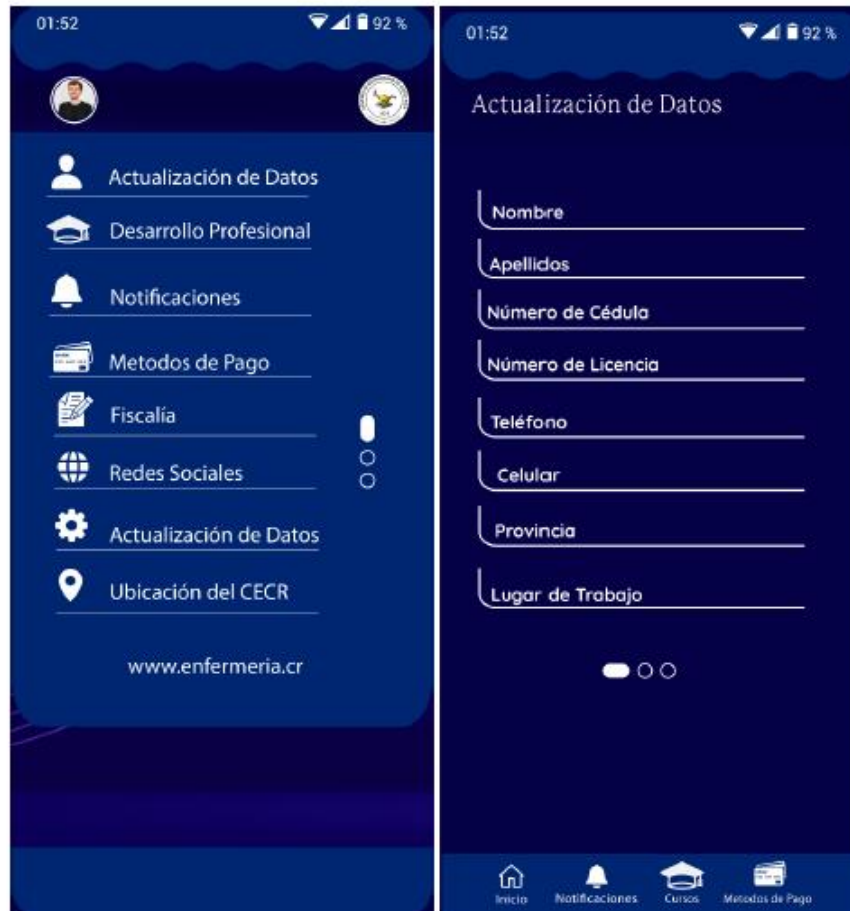 01:52
92 %
Actualización de Datos
Desarrollo Profesional
Notificaciones
Metodos de Pago
Fiscalía
Redes Sociales
Actualización de Datos
Ubicación del CECR
www.enfermeria.cr
01:52
92 %
Actualización de Datos
Nombre
Apellidos
Número de Cédula
Número de Licencia
Teléfono
Celular
Provincia
Lugar de Trabajo
Inicio
Notificaciones
Cursos
Metodos de Pago